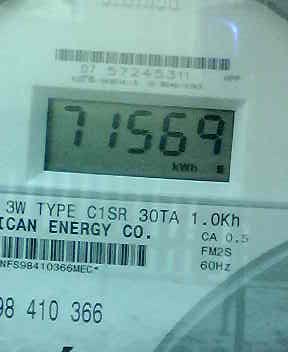 07 57245311
71569
kWh
3W TYPE C1SR 30TA 1.0Kh
ICAN ENERGY CO.
CA 0.5
FM2S
NFS98410366MEC*
60Hz
98 410 366